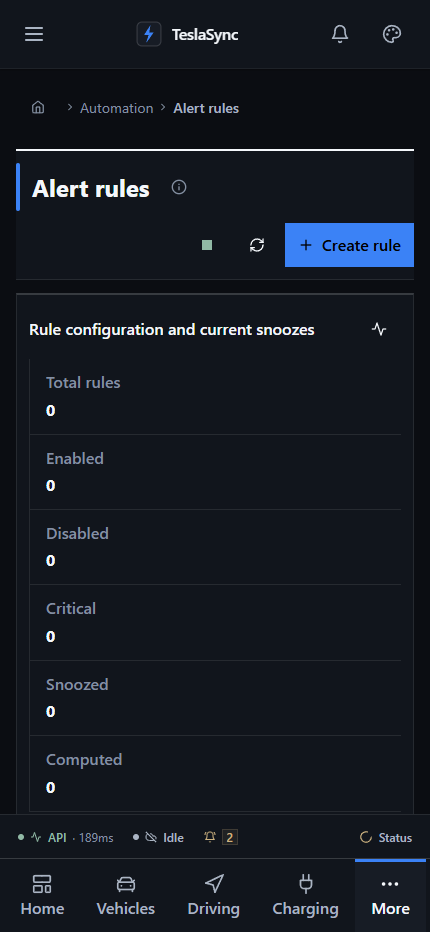 TeslaSync
Automation
Alert rules
Alert rules
Create rule
Rule configuration and current snoozes
Total rules
0
Enabled
0
Disabled
0
Critical
0
Snoozed
0
Computed
0
API · 189ms
Idle
2
Status
Home
Vehicles
Driving
Charging
More